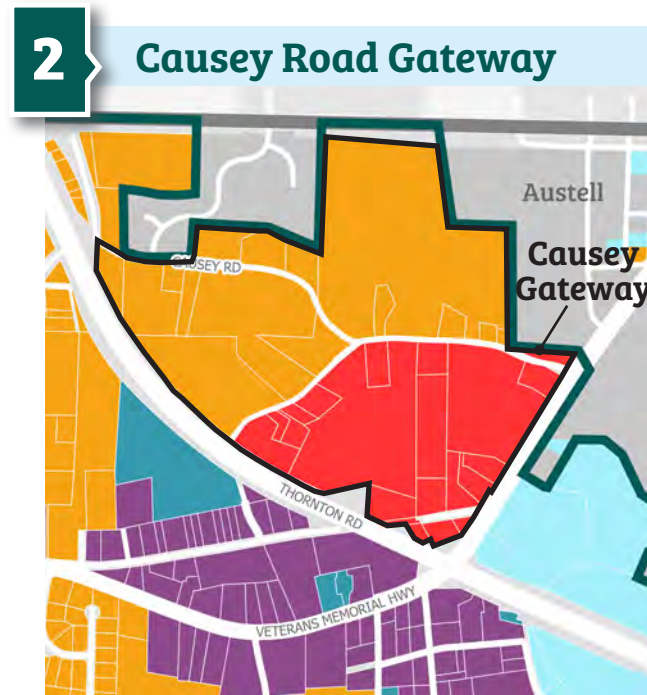 2
Causey Road Gateway
Austell
Causey
Gateway
CAUSEY RD
THORNTON RD
VETERANS MEMORIAL HWY